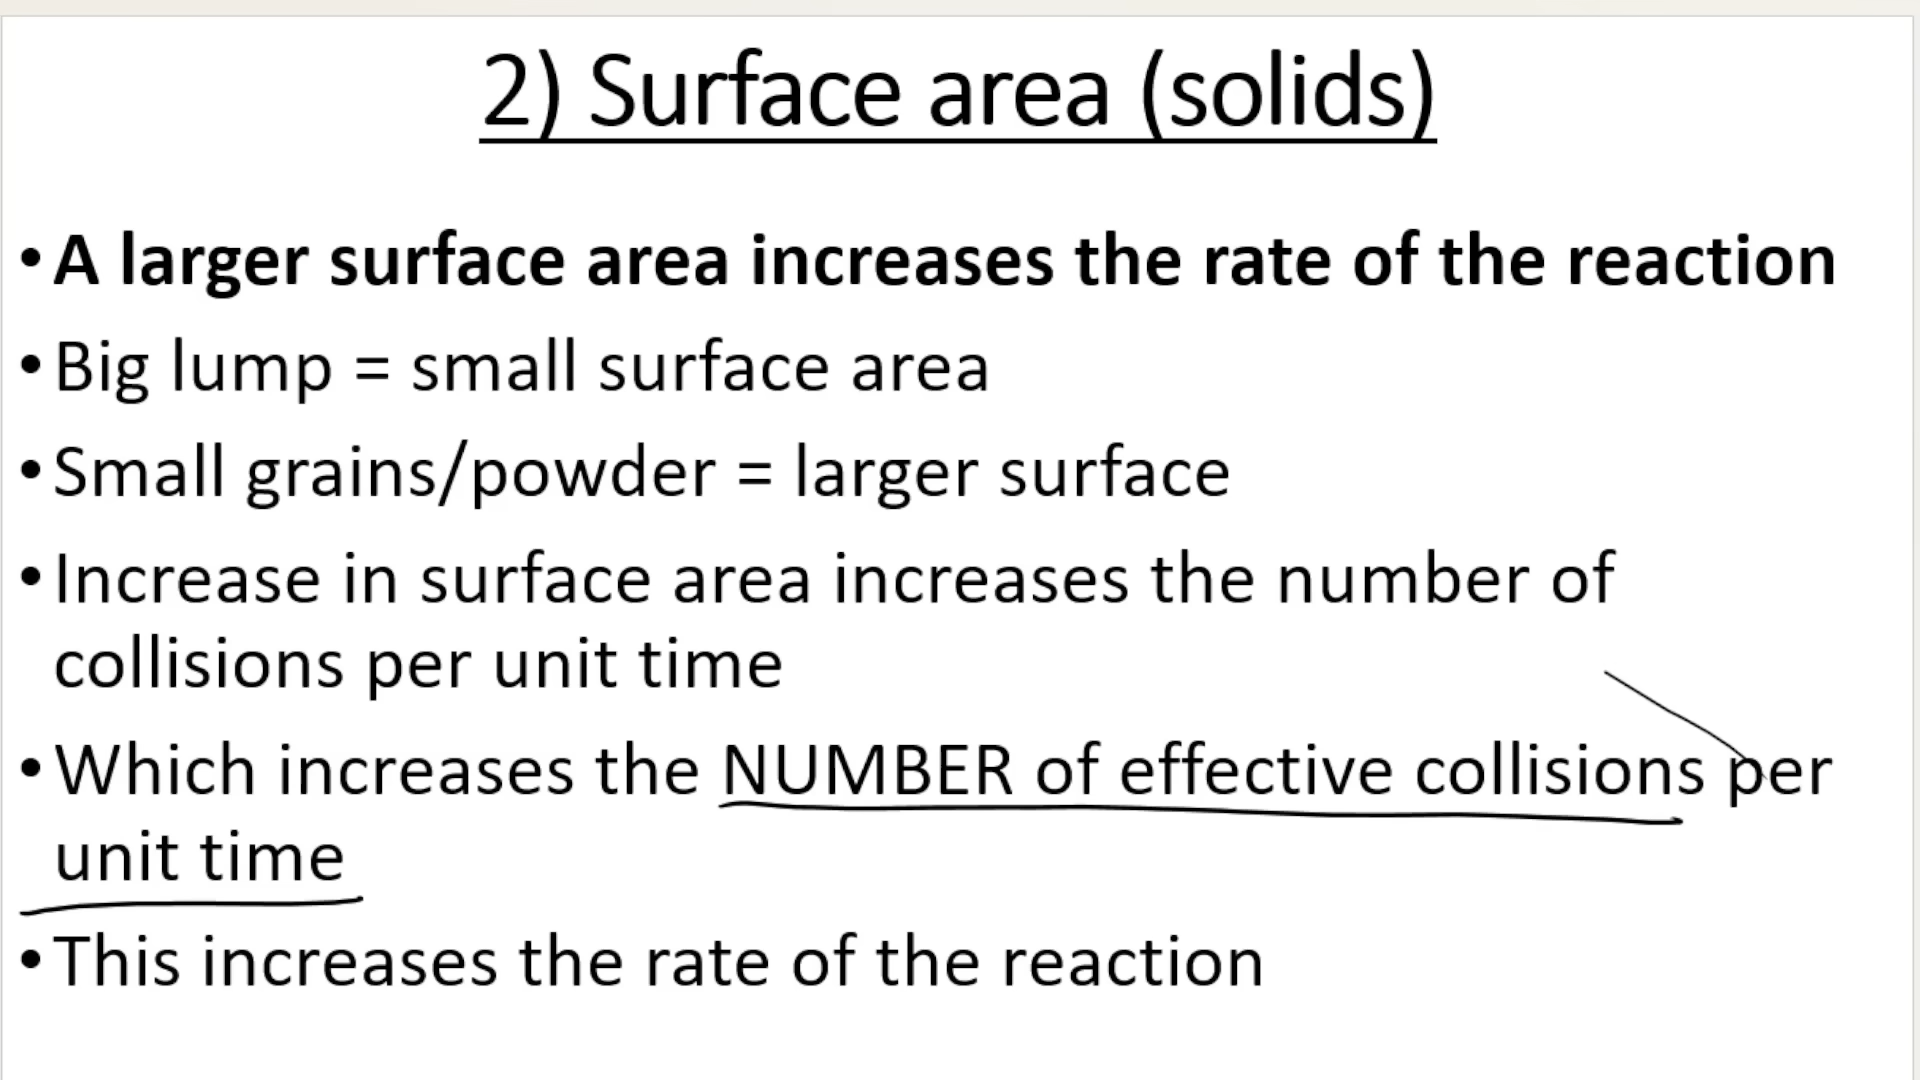 2) Surface area (solids)
• A larger surface area increases the rate of the reaction
• Big lump = small surface area
• Small grains/powder = larger surface
• Increase in surface area increases the number of
collisions per unit time
• Which increases the NUMBER of effective collisions per
unit time
• This increases the rate of the reaction